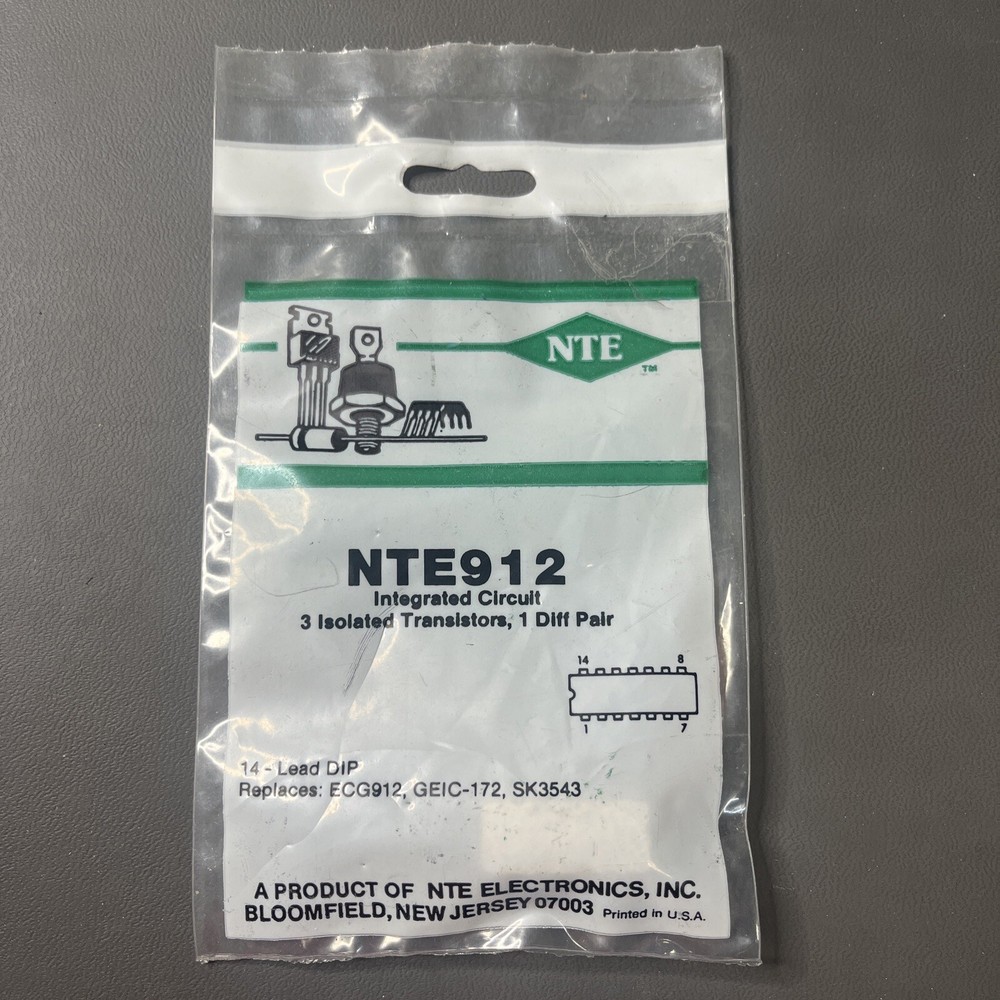 NTE
TM
NTE912
Integrated Circuit
3 Isolated Transistors, 1 Diff Pair
14 8
1 7
14 - Lead DIP
Replaces: ECG912, GEIC-172, SK3543
A PRODUCT OF NTE ELECTRONICS, INC.
BLOOMFIELD, NEW JERSEY 07003 Printed in U.S.A.